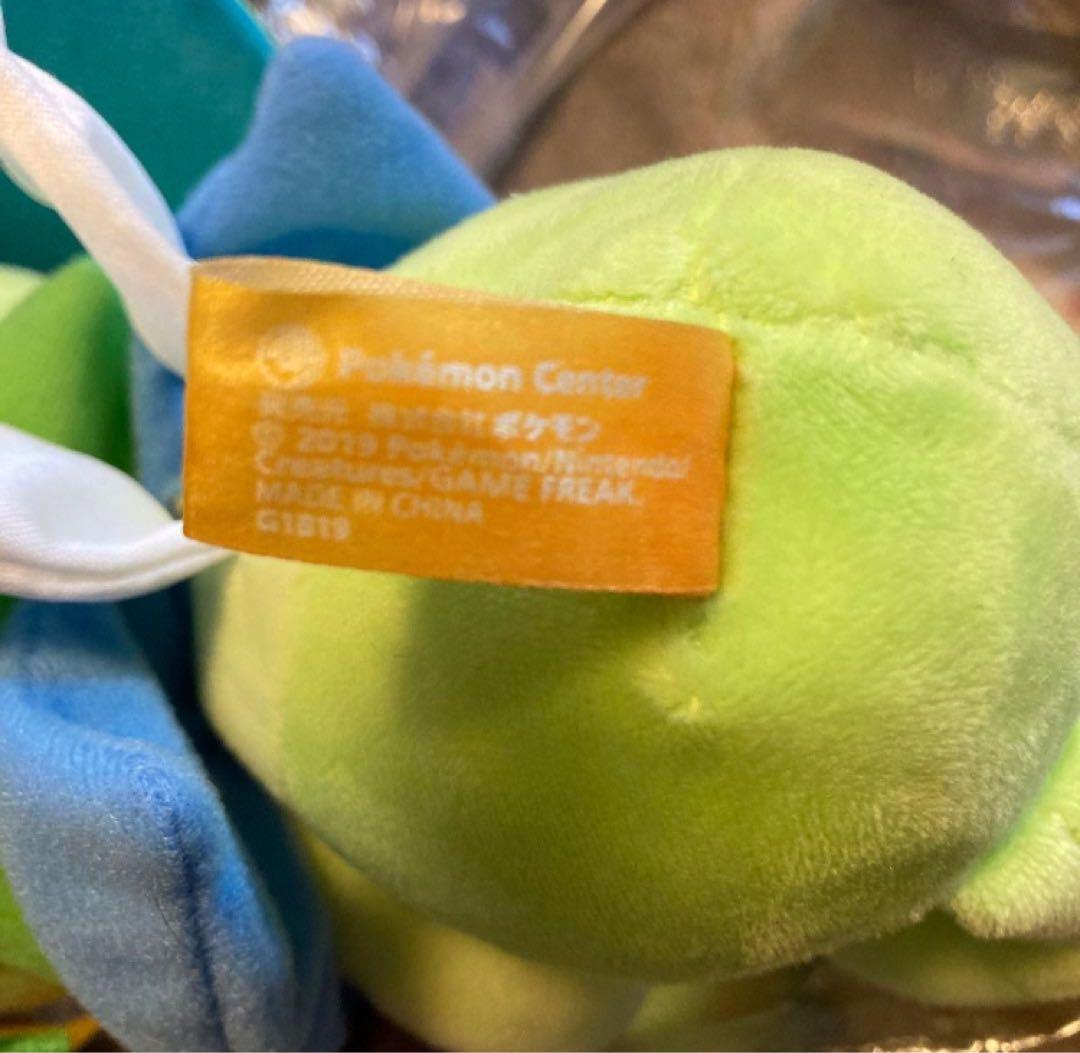 Pokémon Center
発売元 株式会社ポケモン
© 2019 Pokémon/Nintendo/
Creatures/GAME FREAK.
MADE IN CHINA
G1819